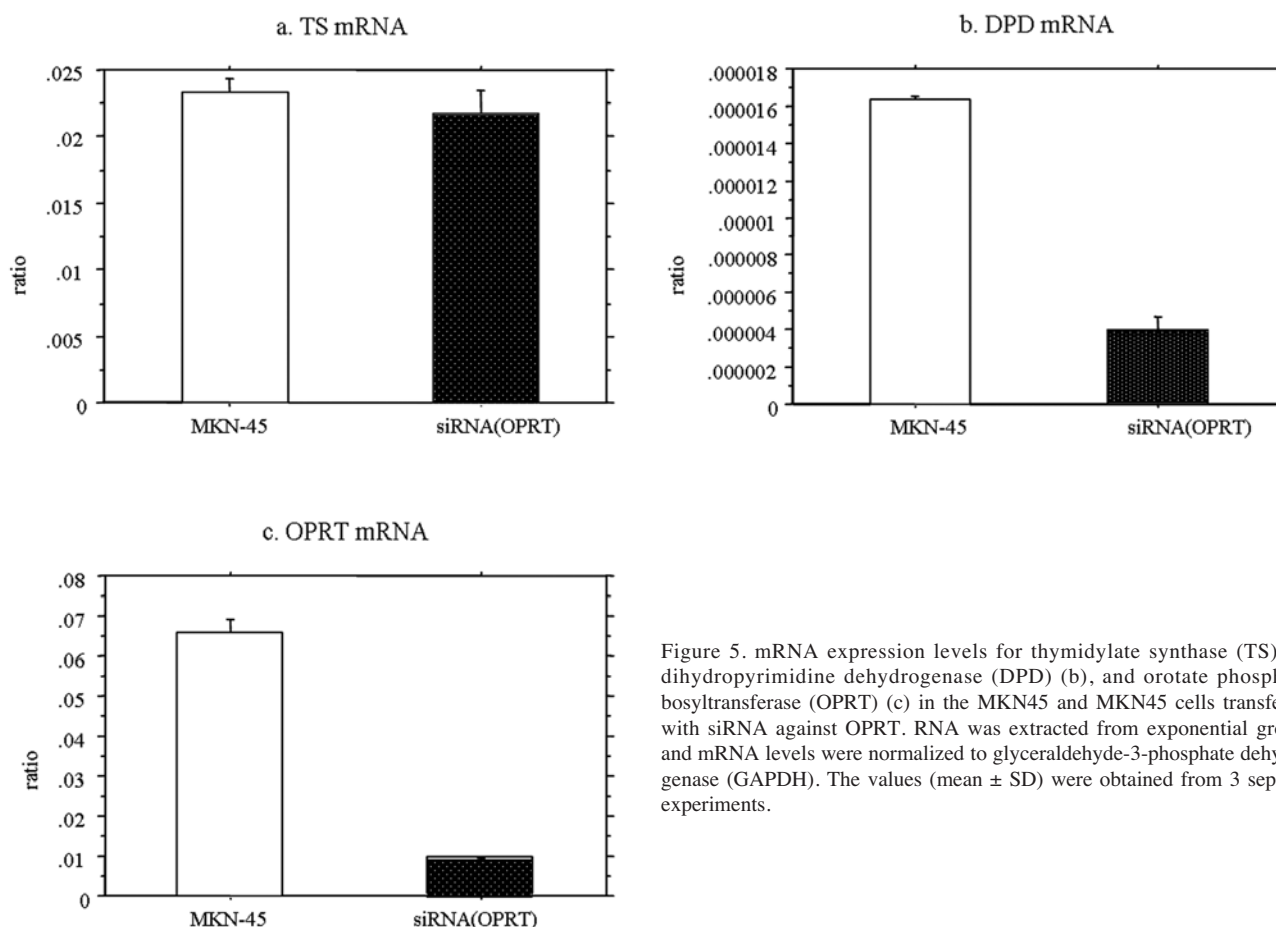 a. TS mRNA
.025
.02
.015
.01
.005
0
ratio
MKN-45
siRNA(OPRT)
b. DPD mRNA
.000018
.000016
.000014
.000012
.00001
.000008
.000006
.000004
.000002
0
ratio
MKN-45
siRNA(OPRT)
c. OPRT mRNA
.08
.07
.06
.05
.04
.03
.02
.01
0
ratio
MKN-45
siRNA(OPRT)
Figure 5. mRNA expression levels for thymidylate synthase (TS)
dihydropyrimidine dehydrogenase (DPD) (b), and orotate phosph
bosyltransferase (OPRT) (c) in the MKN45 and MKN45 cells transfe
with siRNA against OPRT. RNA was extracted from exponential gro
and mRNA levels were normalized to glyceraldehyde-3-phosphate dehy
genase (GAPDH). The values (mean ± SD) were obtained from 3 sep
experiments.